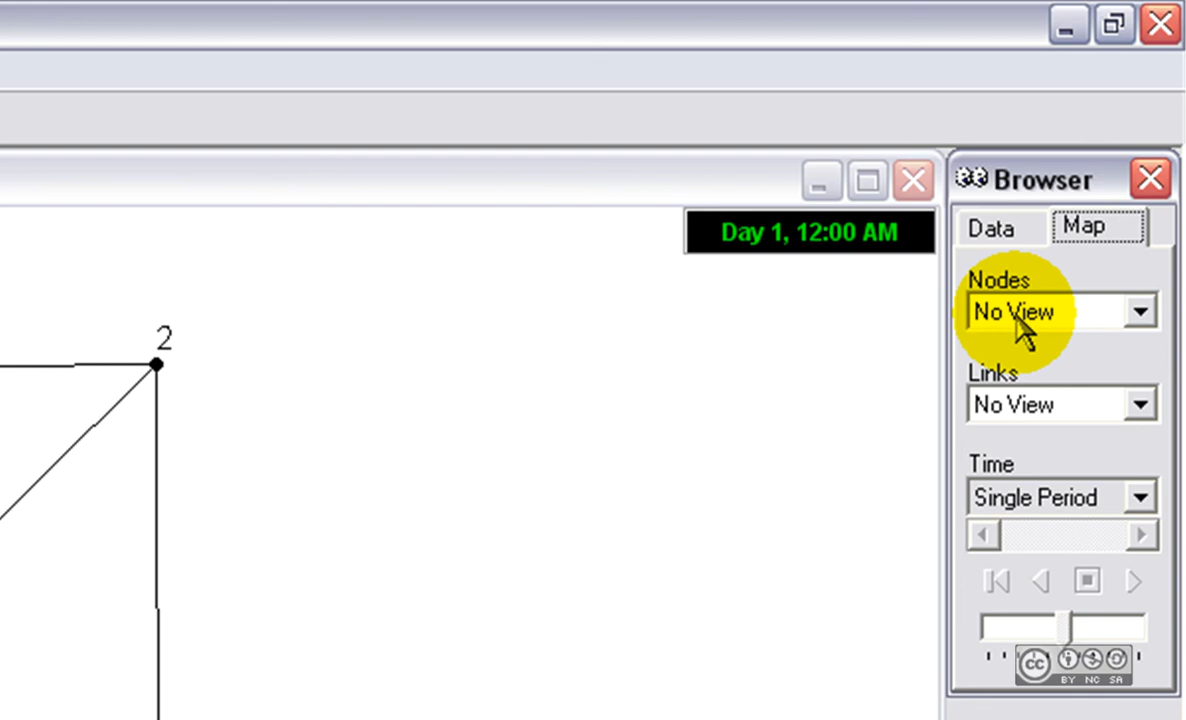 Browser
Day 1, 12:00 AM
Data Map
Nodes
No View
2
Links
No View
Time
Single Period
cc
BY NC SA